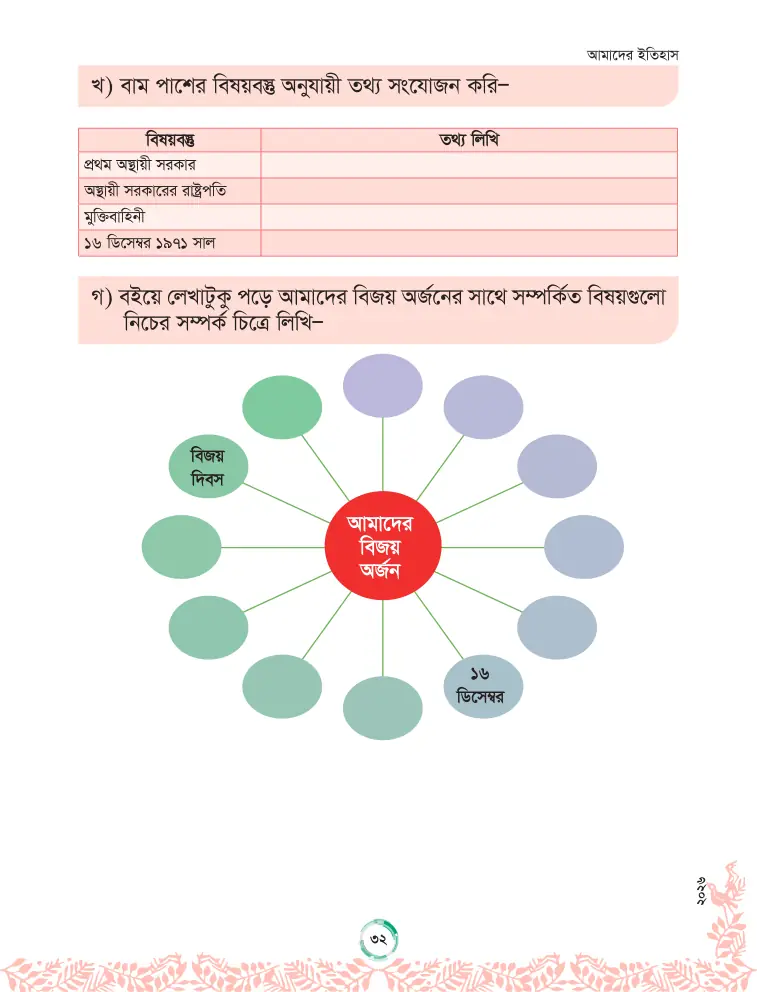 আমাদের ইতিহাস
খ) বাম পাশের বিষয়বস্তু অনুযায়ী তথ্য সংযোজন করি–
বিষয়বস্তু তথ্য লিখি
প্রথম অস্থায়ী সরকার
অস্থায়ী সরকারের রাষ্ট্রপতি
মুক্তিবাহিনী
১৬ ডিসেম্বর ১৯৭১ সাল
গ) বইয়ে লেখাটুকু পড়ে আমাদের বিজয় অর্জনের সাথে সম্পর্কিত বিষয়গুলো
নিচের সম্পর্ক চিত্রে লিখি–
বিজয়
দিবস
আমাদের
বিজয়
অর্জন
১৬
ডিসেম্বর
২০২৬
৩২